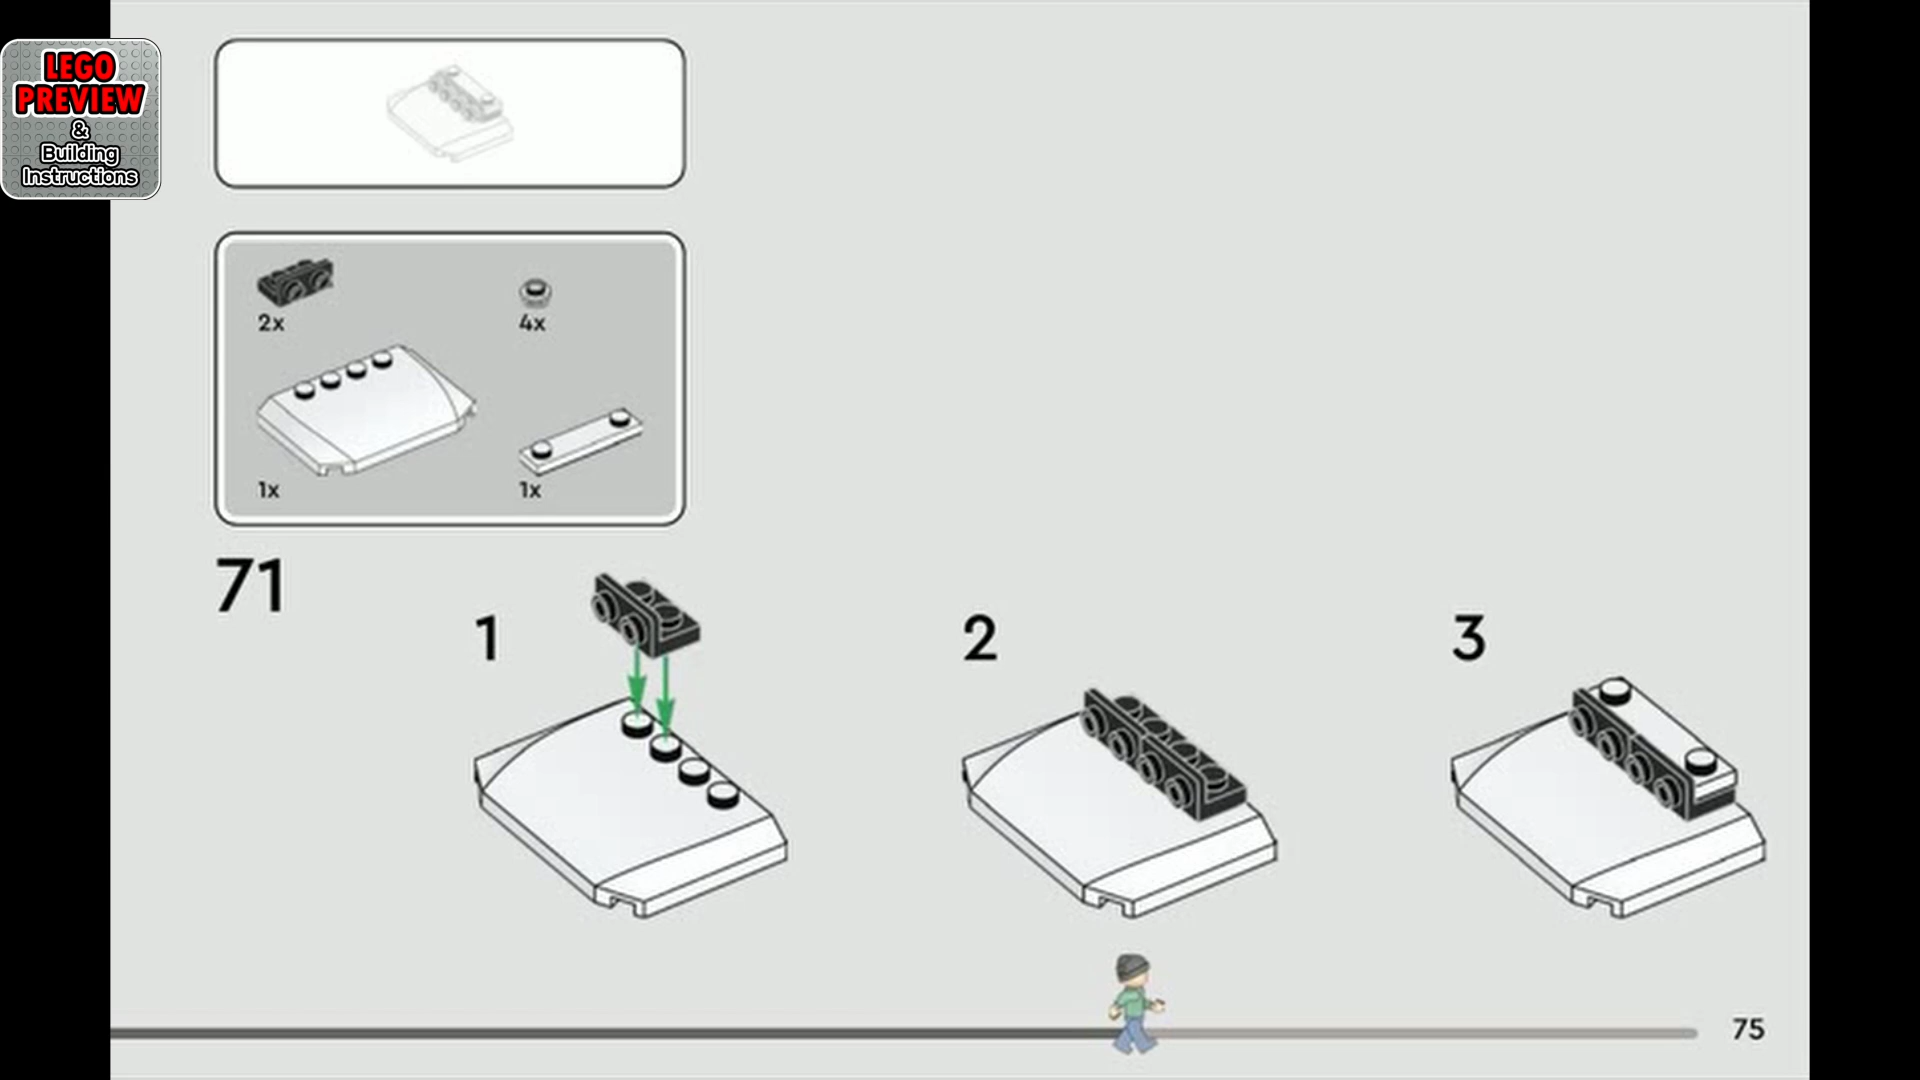 LEGO
PREVIEW
&
Building
Instructions
2x
4x
1x
1x
71
1
2
3
75